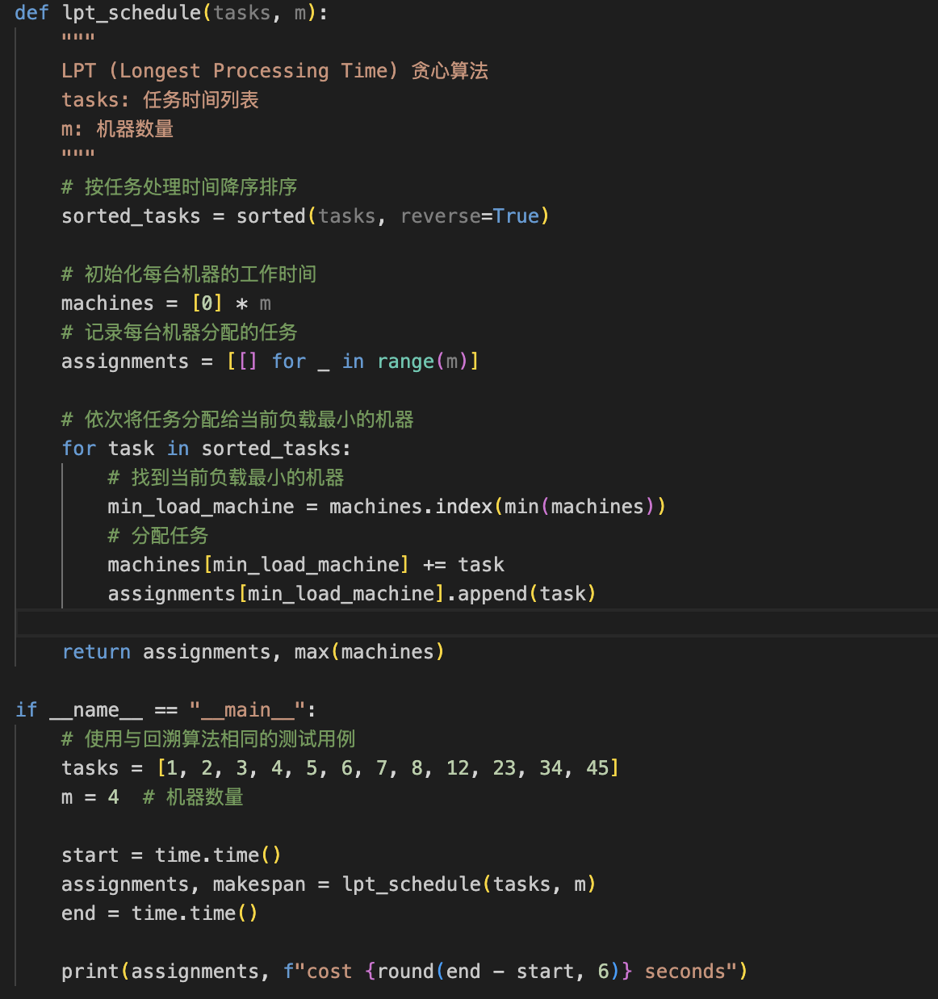 def lpt_schedule(tasks, m):
    """
    LPT (Longest Processing Time) 贪心算法
    tasks: 任务时间列表
    m: 机器数量
    """
    # 按任务处理时间降序排序
    sorted_tasks = sorted(tasks, reverse=True)
    # 初始化每台机器的工作时间
    machines = [0] * m
    # 记录每台机器分配的任务
    assignments = [[] for _ in range(m)]
    # 依次将任务分配给当前负载最小的机器
    for task in sorted_tasks:
        # 找到当前负载最小的机器
        min_load_machine = machines.index(min(machines))
        # 分配任务
        machines[min_load_machine] += task
        assignments[min_load_machine].append(task)
    return assignments, max(machines)
if __name__ == "__main__":
    # 使用与回溯算法相同的测试用例
    tasks = [1, 2, 3, 4, 5, 6, 7, 8, 12, 23, 34, 45]
    m = 4  # 机器数量
    start = time.time()
    assignments, makespan = lpt_schedule(tasks, m)
    end = time.time()
    print(assignments, f"cost {round(end - start, 6)} seconds")